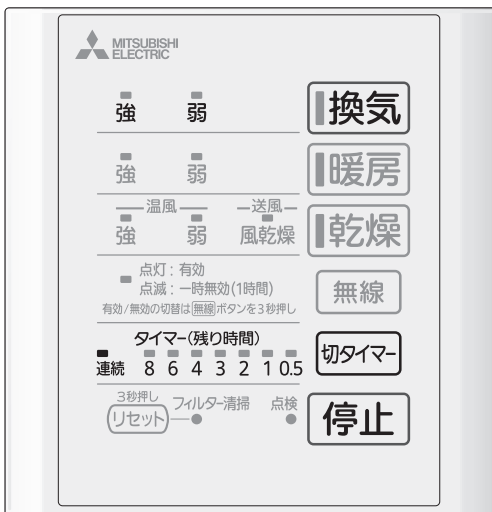 MITSUBISHI
ELECTRIC
強 弱 換気
強 弱 暖房
温風 送風
強 弱 風乾燥 乾燥
点灯：有効
点滅：一時無効(1時間)
有効/無効の切替は無線ボタンを3秒押し
無線
タイマー(残り時間)
連続 8 6 4 3 2 1 0.5
切タイマー
3秒押し
リセット フィルター清掃 点検
停止